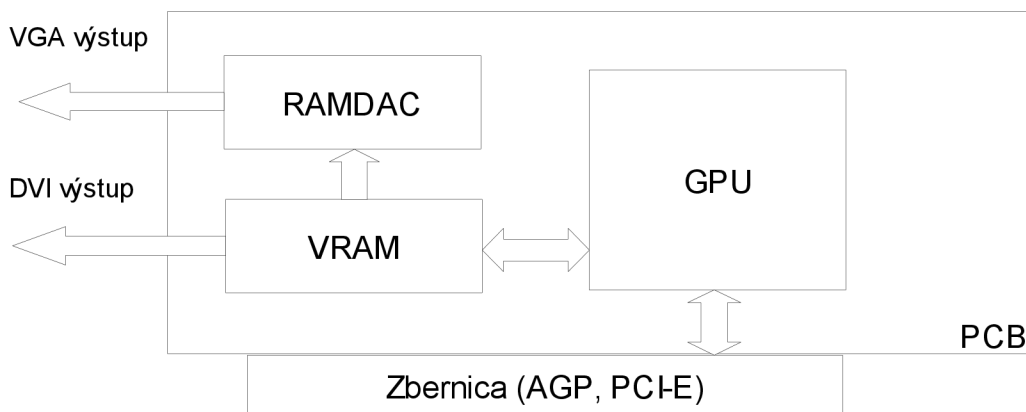 VGA výstup
RAMDAC
GPU
DVI výstup
VRAM
PCB
Zbernica (AGP, PCI-E)